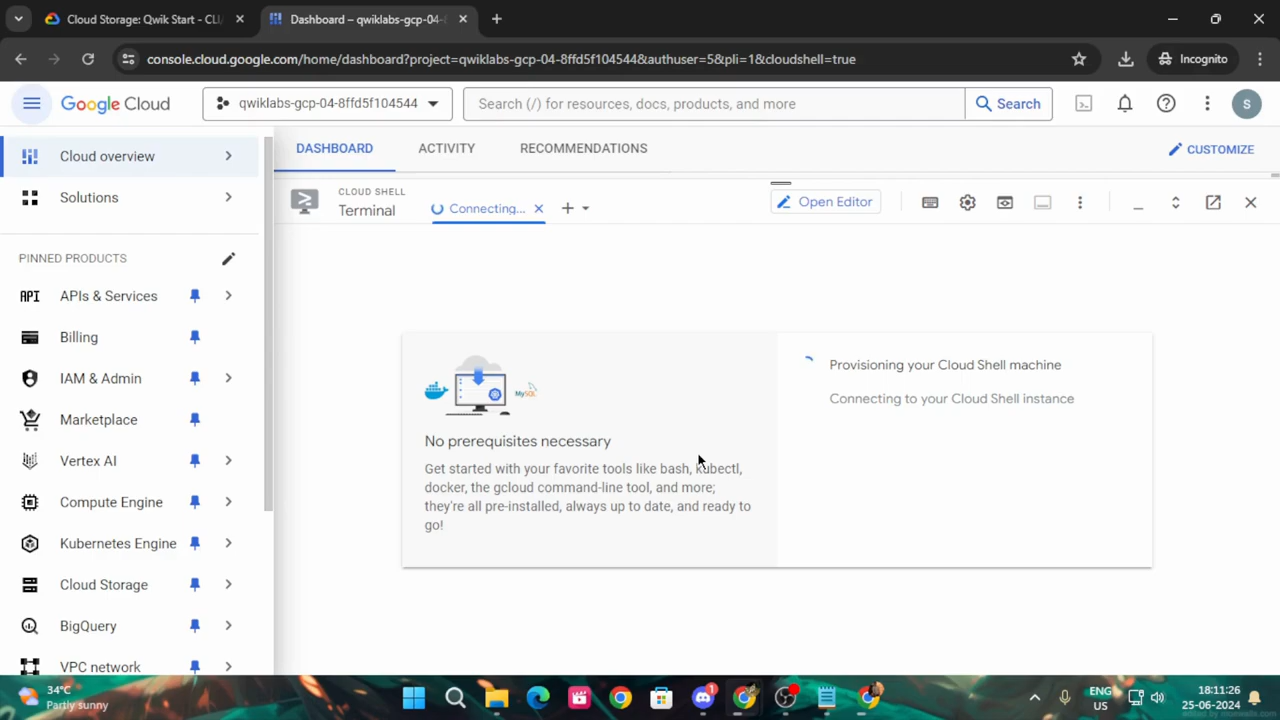 Cloud Storage: Qwik Start - CLI
Dashboard – qwiklabs-gcp-04-
console.cloud.google.com/home/dashboard?project=qwiklabs-gcp-04-8ffd5f104544&authuser=5&pli=1&cloudshell=true
Incognito
Google Cloud
qwiklabs-gcp-04-8ffd5f104544
Search (/) for resources, docs, products, and more
Search
S
Cloud overview
Solutions
PINNED PRODUCTS
API APIs & Services
Billing
IAM & Admin
Marketplace
Vertex AI
Compute Engine
Kubernetes Engine
Cloud Storage
BigQuery
VPC network
DASHBOARD
ACTIVITY
RECOMMENDATIONS
CUSTOMIZE
CLOUD SHELL
Terminal
Connecting...
Open Editor
MySQL
No prerequisites necessary
Get started with your favorite tools like bash, kubectl,
docker, the gcloud command-line tool, and more;
they're all pre-installed, always up to date, and ready to
go!
Provisioning your Cloud Shell machine
Connecting to your Cloud Shell instance
34°C
Partly sunny
1
ENG
US
18:11:26
25-06-2024